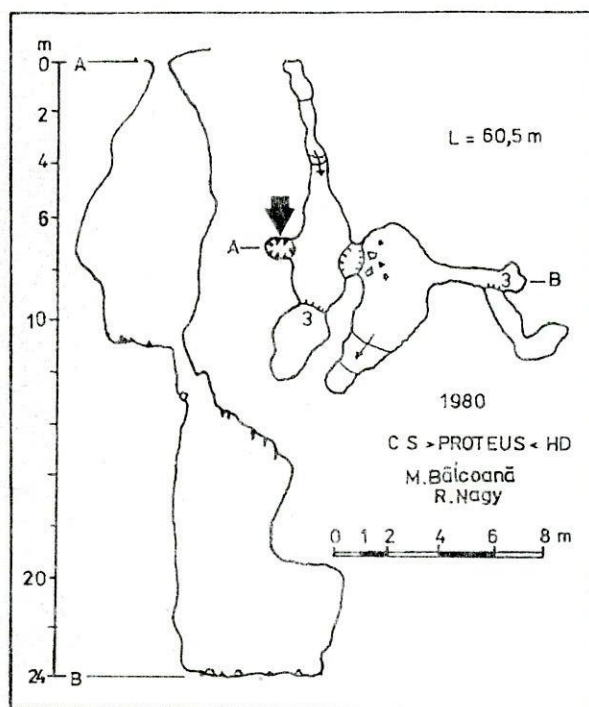 m
0 A
2
4
6
10
20
24 B
L = 60,5 m
A
3
3
B
1980
C S > PROTEUS < HD
M. Bâlcoană
R. Nagy
0 1 2 4 6 8 m